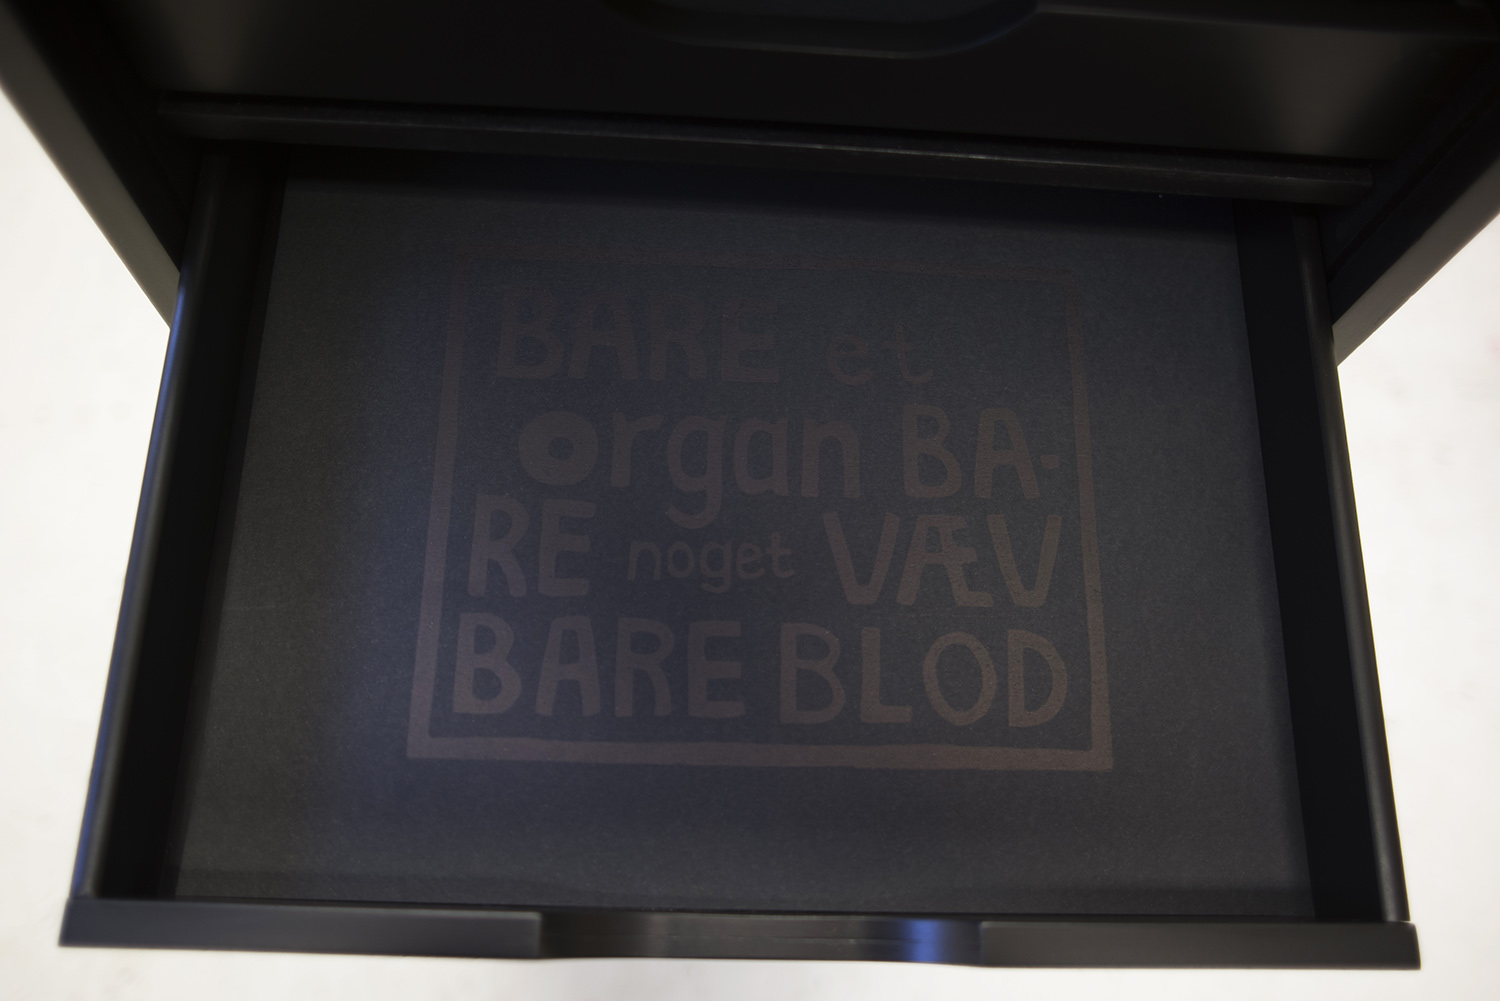 BARE et
organ BA-
RE noget VÆV
BARE BLOD